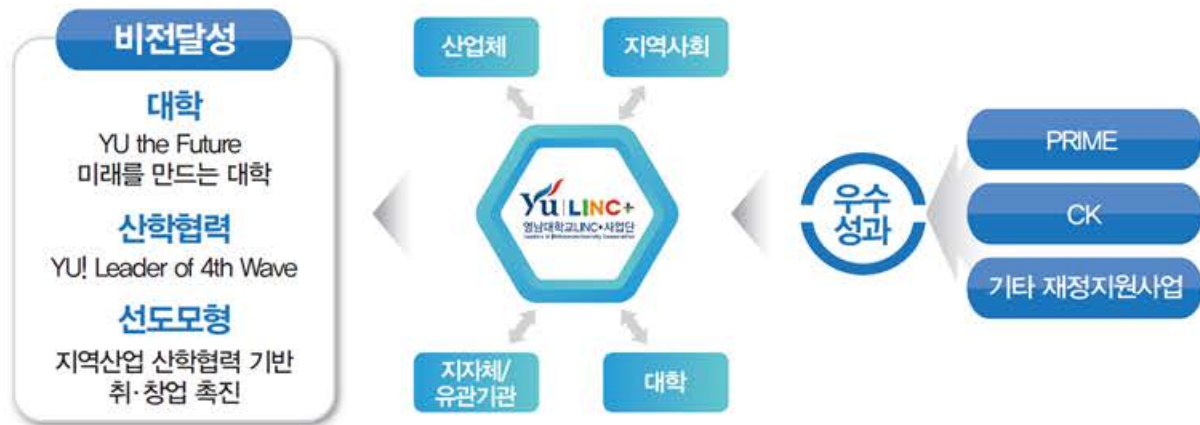 비전달성
대학
YU the Future
미래를 만드는 대학
산학협력
YU! Leader of 4th Wave
선도모형
지역산업 산학협력 기반
취·창업 촉진
산업체
지역사회
Yu LINC+
영남대학교LINC+사업단
지자체/
유관기관
대학
우수
성과
PRIME
CK
기타 재정지원사업